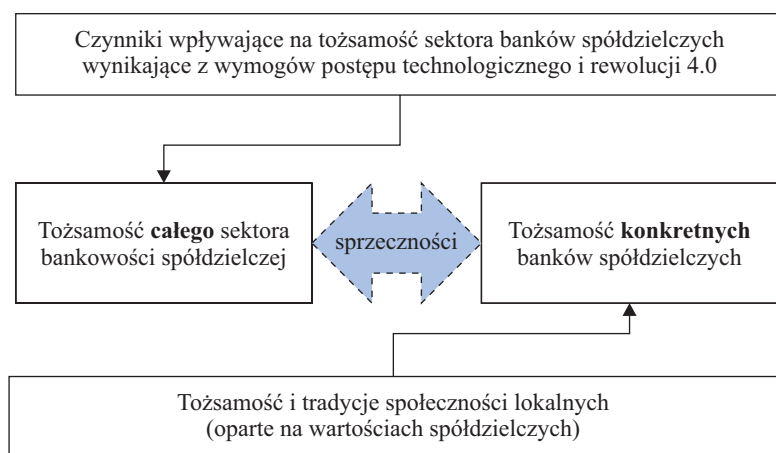 Czynniki wpływające na tożsamość sektora banków spółdzielczych
wynikające z wymogów postępu technologicznego i rewolucji 4.0
Tożsamość całego sektora
bankowości spółdzielczej
sprzeczności
Tożsamość konkretnych
banków spółdzielczych
Tożsamość i tradycje społeczności lokalnych
(oparte na wartościach spółdzielczych)